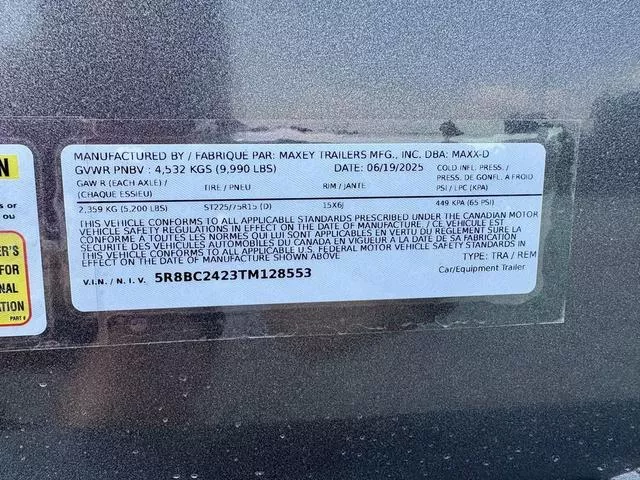 MANUFACTURED BY / FABRIQUE PAR: MAXEY TRAILERS MFG., INC. DBA: MAXX-D
GVWR PNBV : 4,532 KGS (9,990 LBS) DATE: 06/19/2025 COLD INFL. PRESS. /
PRESS. DE GONFL. A FROID
GAW R (EACH AXLE) / TIRE / PNEU RIM / JANTE PSI / LPC (KPA)
(CHAQUE ESSIEU)
2,359 KG (5,200 LBS) ST225/75R15 (D) 15X6J 449 KPA (65 PSI)
THIS VEHICLE CONFORMS TO ALL APPLICABLE STANDARDS PRESCRIBED UNDER THE CANADIAN MOTOR
VEHICLE SAFETY REGULATIONS IN EFFECT ON THE DATE OF MANUFACTURE. / CE VEHICULE EST
CONFORME A TOUTES LES NORMES QUI LUI SONT APPLICABLES EN VERTU DU REGLEMENT SUR LA
SECURITE DES VEHICULES AUTOMOBILES DU CANADA EN VIGUEUR A LA DATE DE SA FABRICATION
THIS VEHICLE CONFORMS TO ALL APPLICABLE U.S. FEDERAL MOTOR VEHICLE SAFETY STANDARDS IN
EFFECT ON THE DATE OF MANUFACTURE SHOWN ABOVE
TYPE: TRA / REM
V.I.N. / N.I.V. 5R8BC2423TM128553 Car/Equipment Trailer
N
or
ou
R'S
FOR
NAL
ATION
PART #